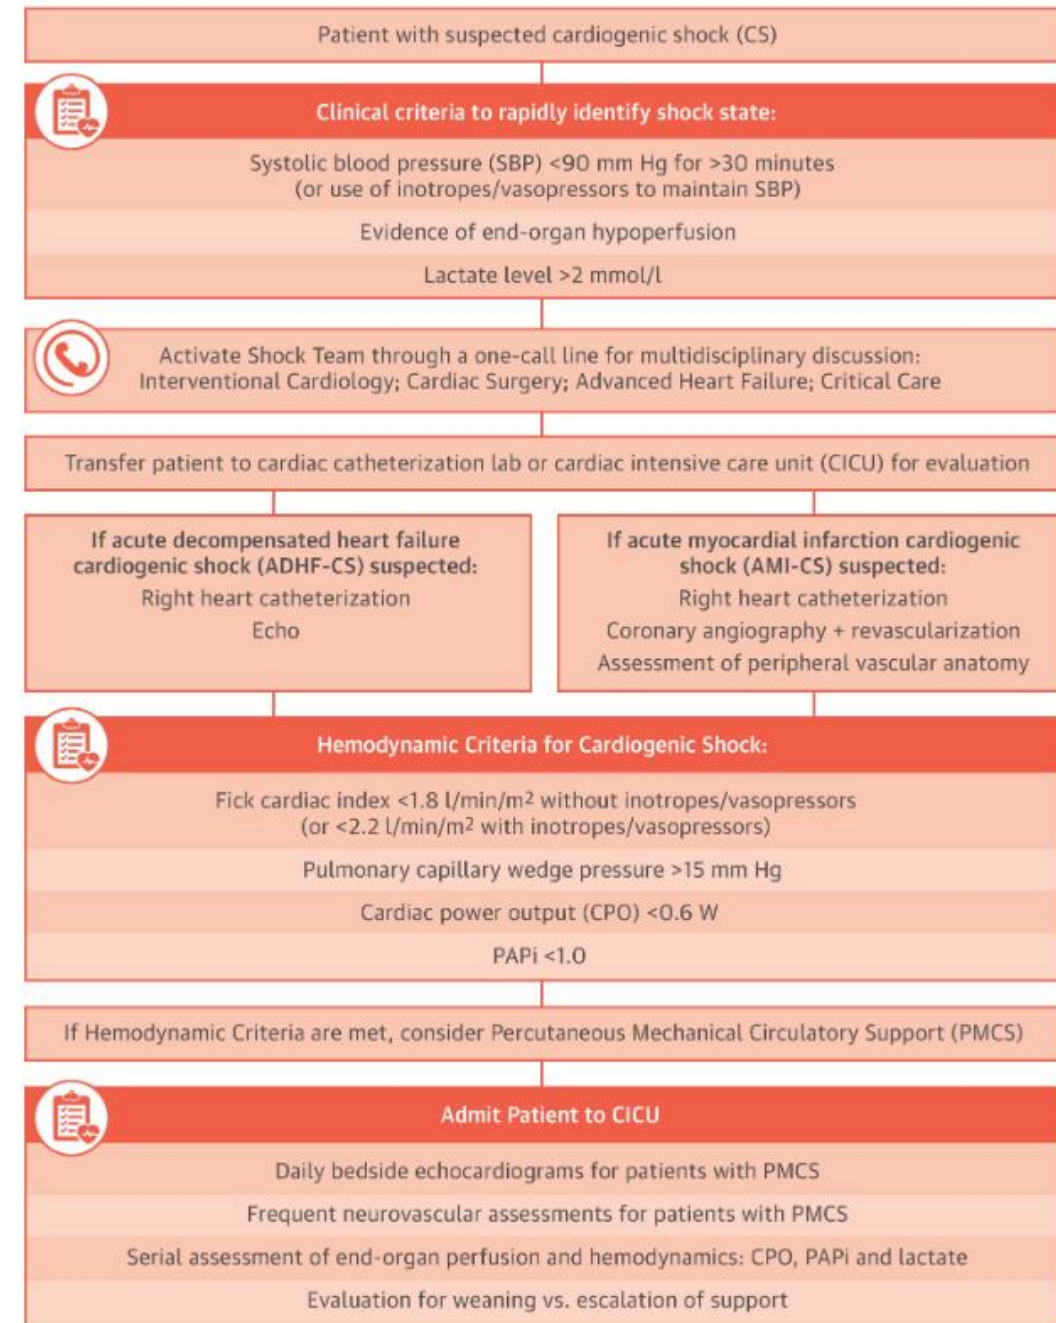 Patient with suspected cardiogenic shock (CS)
Clinical criteria to rapidly identify shock state:
Systolic blood pressure (SBP) <90 mm Hg for >30 minutes
(or use of inotropes/vasopressors to maintain SBP)
Evidence of end-organ hypoperfusion
Lactate level >2 mmol/l
Activate Shock Team through a one-call line for multidisciplinary discussion:
Interventional Cardiology; Cardiac Surgery; Advanced Heart Failure; Critical Care
Transfer patient to cardiac catheterization lab or cardiac intensive care unit (CICU) for evaluation
If acute decompensated heart failure
cardiogenic shock (ADHF-CS) suspected:
Right heart catheterization
Echo
If acute myocardial infarction cardiogenic
shock (AMI-CS) suspected:
Right heart catheterization
Coronary angiography + revascularization
Assessment of peripheral vascular anatomy
Hemodynamic Criteria for Cardiogenic Shock:
Fick cardiac index <1.8 l/min/m² without inotropes/vasopressors
(or <2.2 l/min/m² with inotropes/vasopressors)
Pulmonary capillary wedge pressure >15 mm Hg
Cardiac power output (CPO) <0.6 W
PAPi <1.0
If Hemodynamic Criteria are met, consider Percutaneous Mechanical Circulatory Support (PMCS)
Admit Patient to CICU
Daily bedside echocardiograms for patients with PMCS
Frequent neurovascular assessments for patients with PMCS
Serial assessment of end-organ perfusion and hemodynamics: CPO, PAPi and lactate
Evaluation for weaning vs. escalation of support